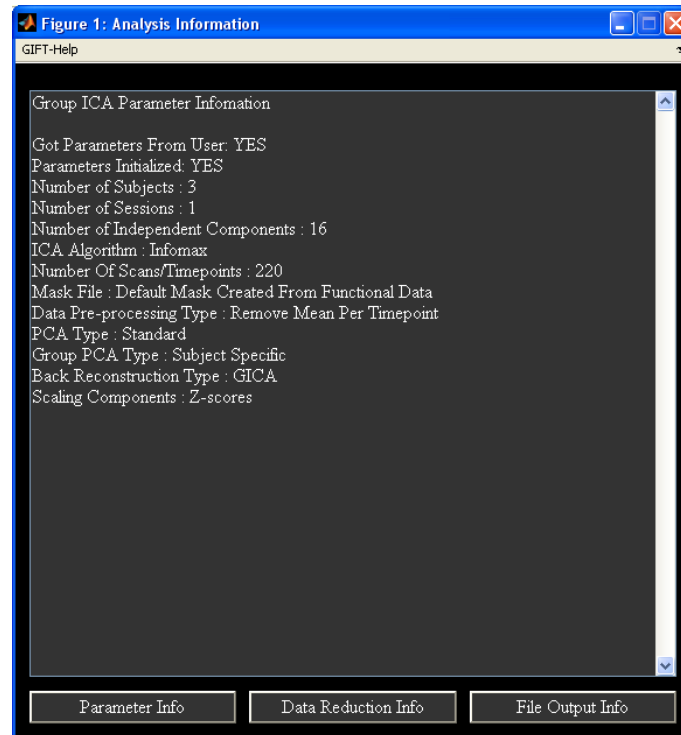 Figure 1: Analysis Information
GIFT-Help
Group ICA Parameter Infomation
Got Parameters From User: YES
Parameters Initialized: YES
Number of Subjects : 3
Number of Sessions : 1
Number of Independent Components : 16
ICA Algorithm : Infomax
Number Of Scans/Timepoints : 220
Mask File : Default Mask Created From Functional Data
Data Pre-processing Type : Remove Mean Per Timepoint
PCA Type : Standard
Group PCA Type : Subject Specific
Back Reconstruction Type : GICA
Scaling Components : Z-scores
Parameter Info
Data Reduction Info
File Output Info